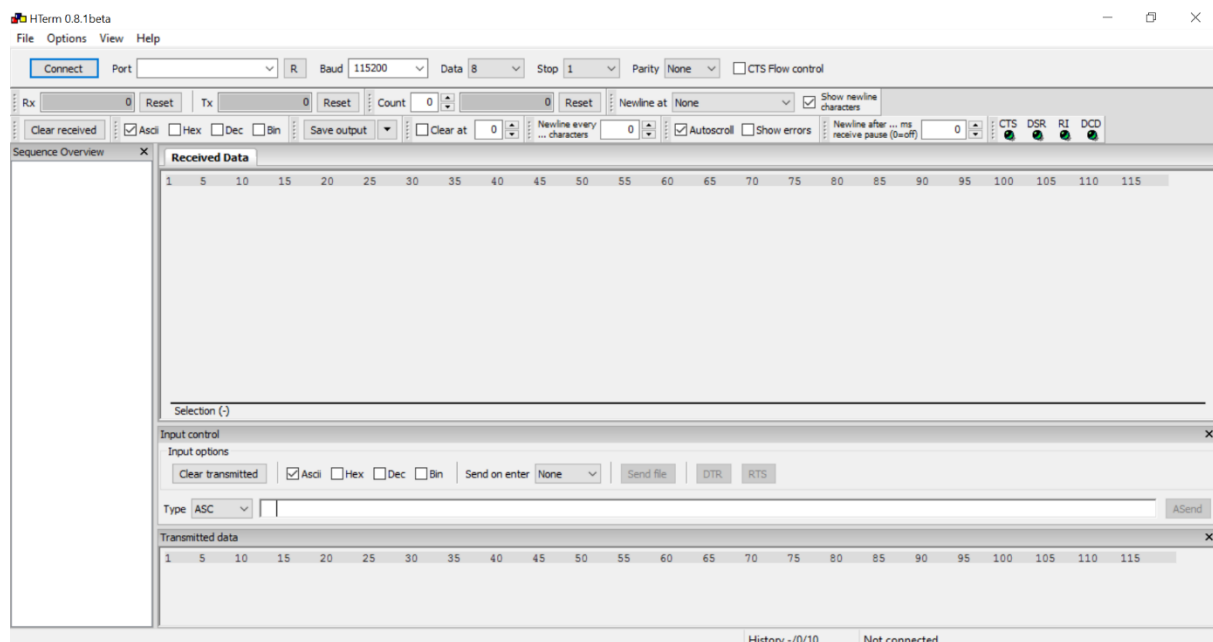 HTerm 0.8.1beta
File Options View Help
Connect Port R Baud 115200 Data 8 Stop 1 Parity None CTS Flow control
Rx 0 Reset Tx 0 Reset Count 0 0 Reset Newline at None Show newline
characters
Clear received Ascii Hex Dec Bin Save output Clear at 0 Newline every
... characters 0 Autoscroll Show errors Newline after ... ms
receive pause (0=off) 0 CTS DSR RI DCD
Sequence Overview
Received Data
1 5 10 15 20 25 30 35 40 45 50 55 60 65 70 75 80 85 90 95 100 105 110 115
Selection (-)
Input control
Input options
Clear transmitted Ascii Hex Dec Bin Send on enter None Send file DTR RTS
Type ASC ASend
Transmitted data
1 5 10 15 20 25 30 35 40 45 50 55 60 65 70 75 80 85 90 95 100 105 110 115
History -/0/10 Not connected